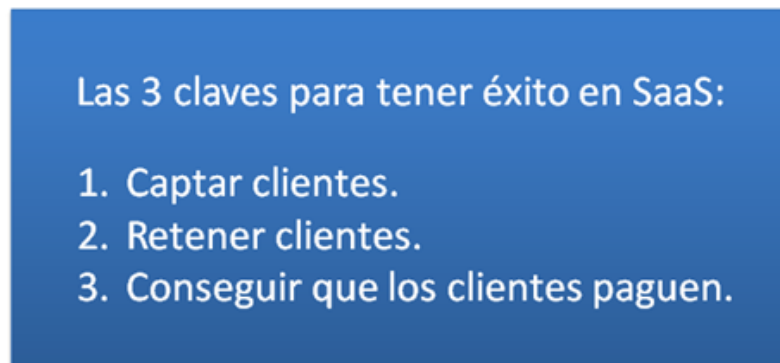 Las 3 claves para tener éxito en SaaS:
1. Captar clientes.
2. Retener clientes.
3. Conseguir que los clientes paguen.